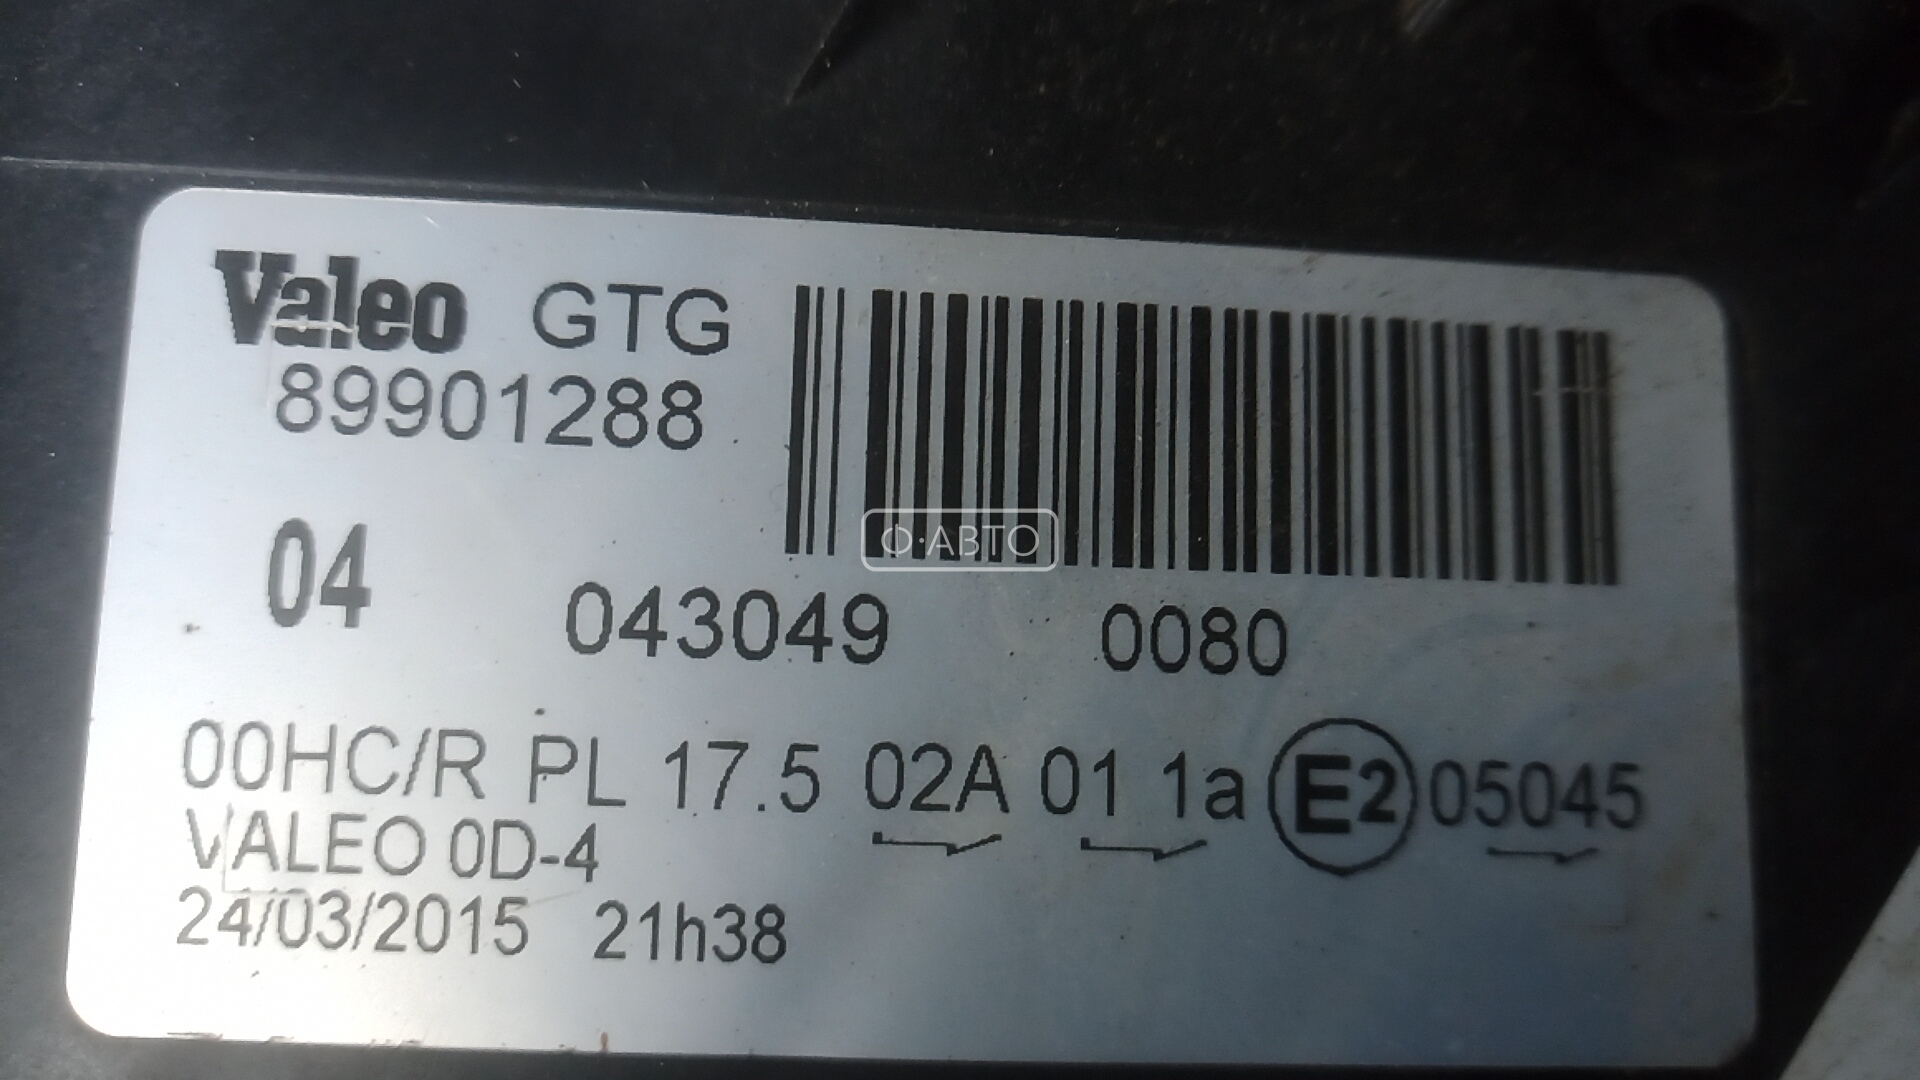 Valeo GTG
89901288
Ф·АВТО
04
043049 0080
00HC/R PL 17.5 02A 01 1a E2 05045
VALEO 0D-4
24/03/2015 21h38